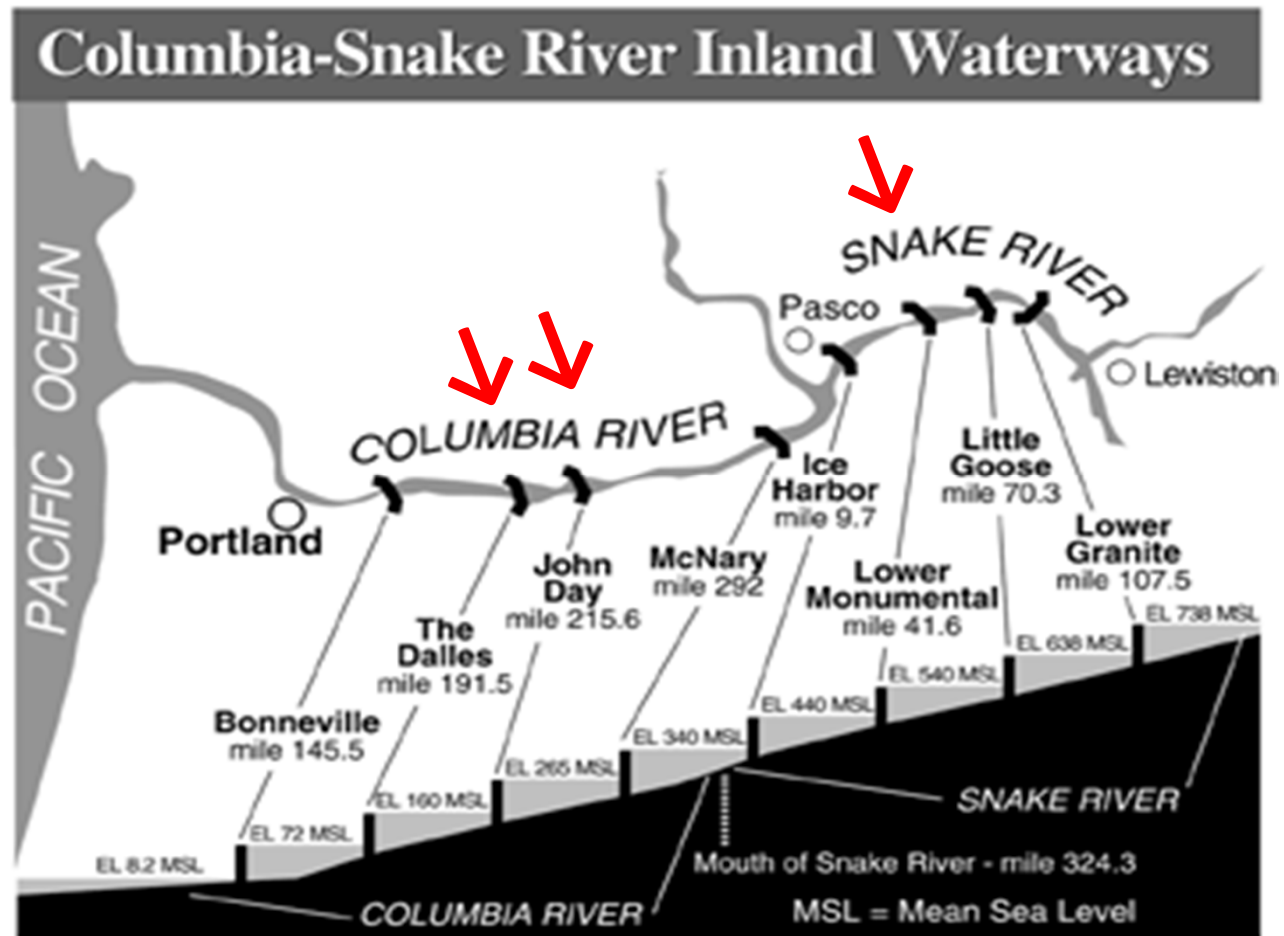 Columbia-Snake River Inland Waterways
PACIFIC OCEAN
SNAKE RIVER
Pasco
Lewiston
COLUMBIA RIVER
Portland
Little
Goose
mile 70.3
Ice
Harbor
mile 9.7
Lower
Granite
mile 107.5
McNary
mile 292
John
Day
mile 215.6
Lower
Monumental
mile 41.6
The
Dalles
mile 191.5
Bonneville
mile 145.5
EL 738 MSL
EL 638 MSL
EL 540 MSL
EL 440 MSL
EL 340 MSL
EL 265 MSL
EL 160 MSL
EL 72 MSL
EL 8.2 MSL
SNAKE RIVER
Mouth of Snake River - mile 324.3
COLUMBIA RIVER
MSL = Mean Sea Level